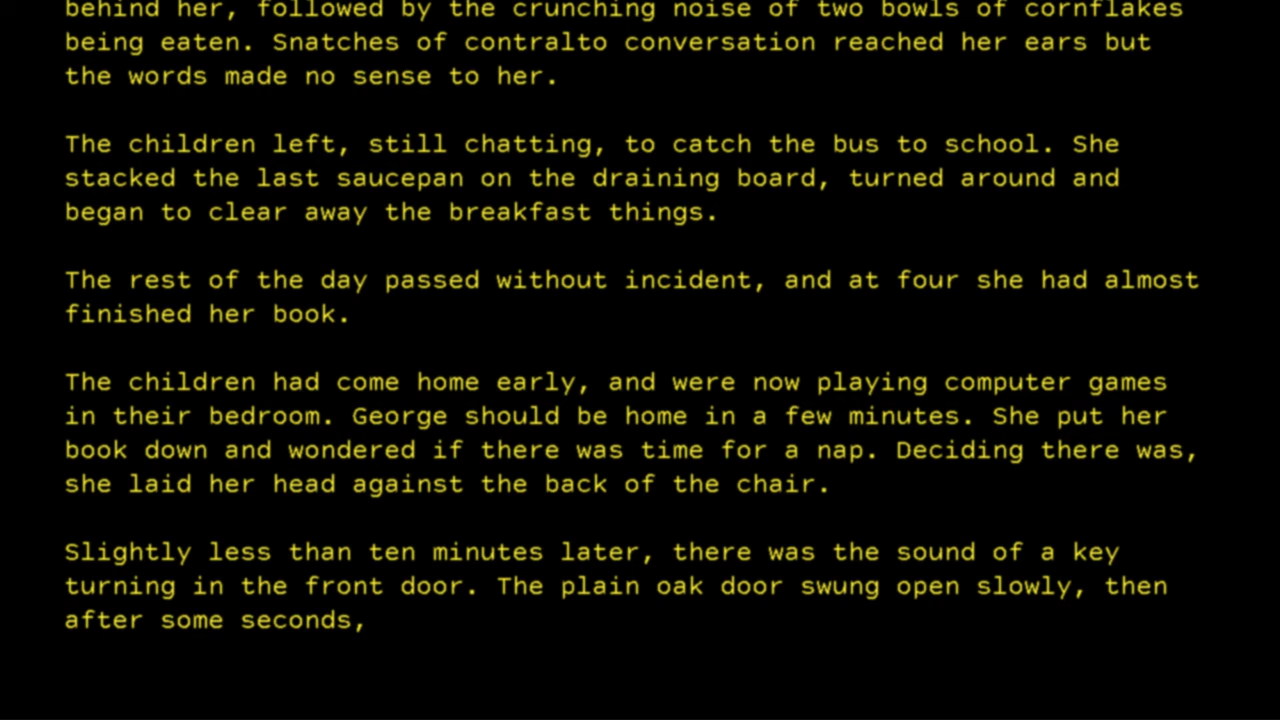 behind her, followed by the crunching noise of two bowls of cornflakes
being eaten. Snatches of contralto conversation reached her ears but
the words made no sense to her.
The children left, still chatting, to catch the bus to school. She
stacked the last saucepan on the draining board, turned around and
began to clear away the breakfast things.
The rest of the day passed without incident, and at four she had almost
finished her book.
The children had come home early, and were now playing computer games
in their bedroom. George should be home in a few minutes. She put her
book down and wondered if there was time for a nap. Deciding there was,
she laid her head against the back of the chair.
Slightly less than ten minutes later, there was the sound of a key
turning in the front door. The plain oak door swung open slowly, then
after some seconds,